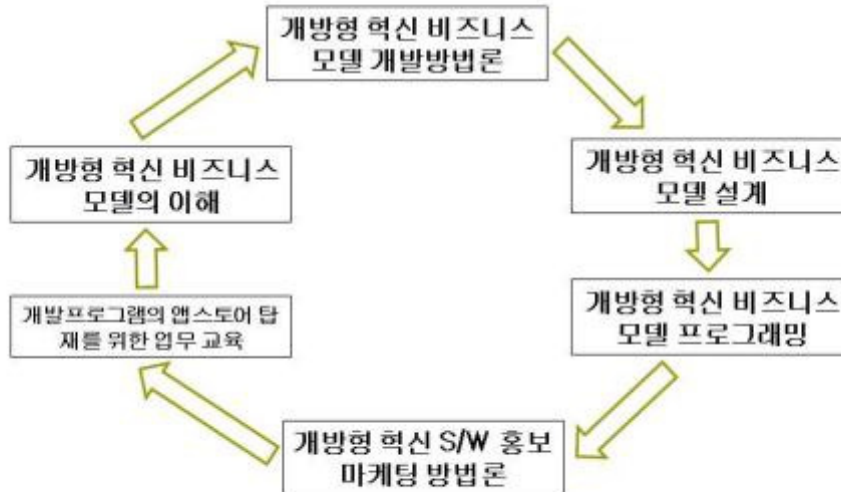 개방형 혁신 비즈니스
모델 개발방법론
개방형 혁신 비즈니스
모델 설계
개방형 혁신 비즈니스
모델 프로그래밍
개방형 혁신 S/W 홍보
마케팅 방법론
개발프로그램의 앱스토어 탑
재를 위한 업무 교육
개방형 혁신 비즈니스
모델의 이해